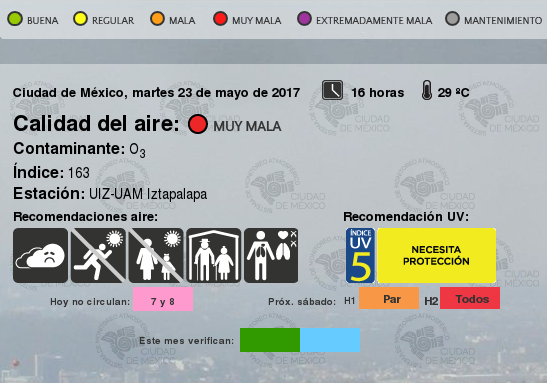 BUENA REGULAR MALA MUY MALA EXTREMADAMENTE MALA MANTENIMIENTO
Ciudad de México, martes 23 de mayo de 2017 16 horas 29 ºC
Calidad del aire: MUY MALA
Contaminante: O3
Índice: 163
Estación: UIZ-UAM Iztapalapa
Recomendaciones aire: Recomendación UV:
ÍNDICE
UV
5
NECESITA
PROTECCIÓN
Hoy no circulan: 7 y 8 Próx. sábado: H1 Par H2 Todos
Este mes verifican: